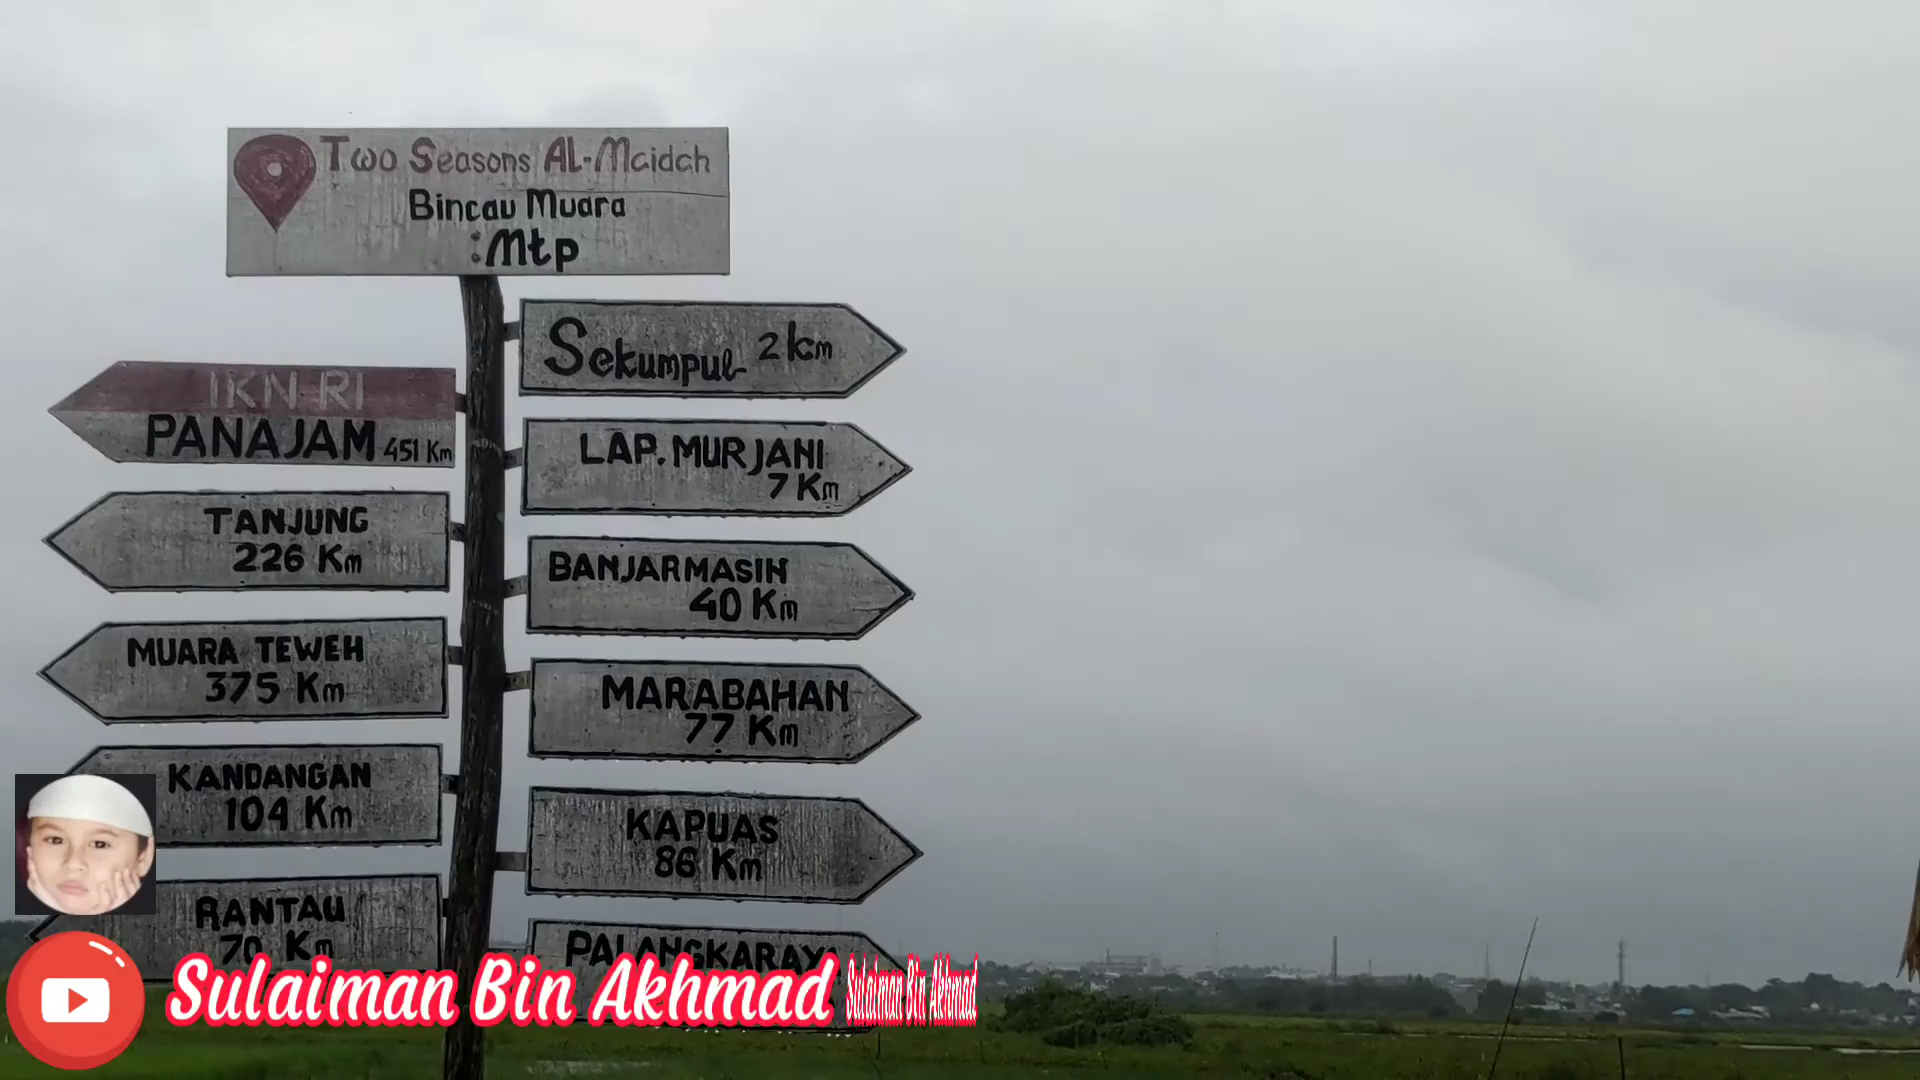 Two Seasons AL-Maidah
Bincau Muara
:Mtp
Sekumpul 2 km
IKN RI
PANAJAM 451 Km
LAP. MURJANI
7 Km
TANJUNG
226 Km
BANJARMASIN
40 Km
MUARA TEWEH
375 Km
MARABAHAN
77 Km
KANDANGAN
104 Km
KAPUAS
86 Km
RANTAU
70 Km
PALANGKARAYA
Sulaiman Bin Akhmad
Sulaiman Bin Akhmad